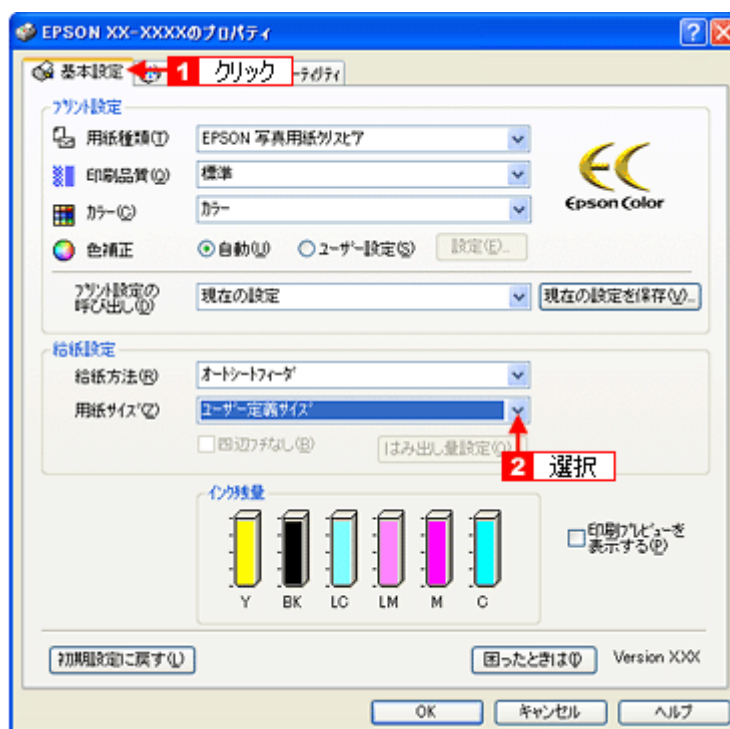 EPSON XX-XXXXのプロパティ
基本設定
1 クリック
ーティリティ
プリント設定
用紙種類(T)
EPSON 写真用紙クリスピア
印刷品質(Q)
標準
カラー(C)
カラー
Epson Color
色補正
自動(U)
ユーザー設定(S)
設定(E)...
プリント設定の
呼び出し(D)
現在の設定
現在の設定を保存(V)...
給紙設定
給紙方法(R)
オートシートフィーダ
用紙サイズ(Z)
ユーザー定義サイズ
四辺フチなし(B)
はみ出し量設定(O)
2 選択
インク残量
Y BK LC LM M C
印刷プレビューを
表示する(P)
初期設定に戻す(L)
困ったときは(I)
Version X.XX
OK
キャンセル
ヘルプ